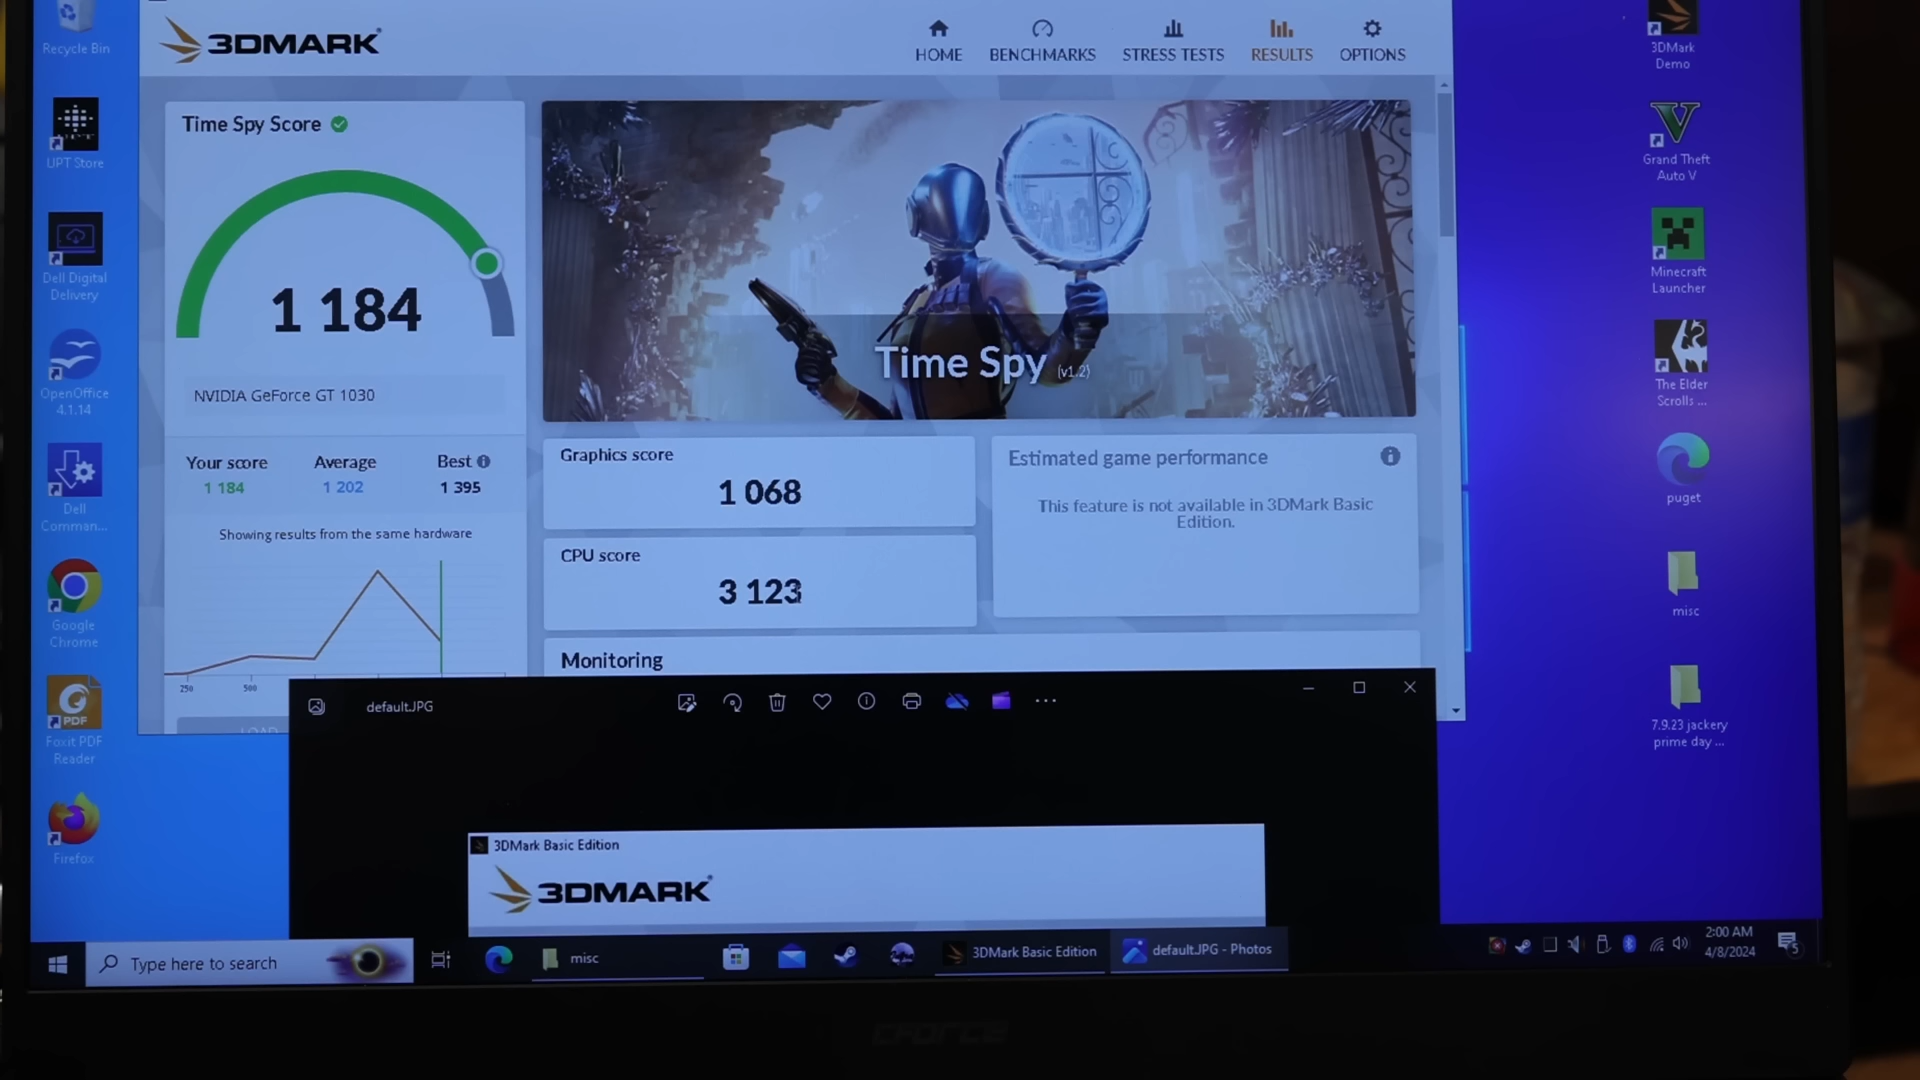 Recycle Bin
UPT Store
Dell Digital
Delivery
OpenOffice
4.1.14
Dell
Comman...
Google
Chrome
PDF
Foxit PDF
Reader
Firefox
3DMARK
HOME
BENCHMARKS
STRESS TESTS
RESULTS
OPTIONS
Time Spy Score
1 184
NVIDIA GeForce GT 1030
Your score
1 184
Average
1 202
Best
1 395
Showing results from the same hardware
250
500
LOAD
Time Spy (v1.2)
Graphics score
1 068
CPU score
3 123
Estimated game performance
This feature is not available in 3DMark Basic
Edition.
Monitoring
default.JPG
3DMark Basic Edition
3DMARK
3DMark
Demo
Grand Theft
Auto V
Minecraft
Launcher
The Elder
Scrolls ...
puget
misc
7.9.23 jackery
prime day ...
Type here to search
misc
3DMark Basic Edition
default.JPG - Photos
2:00 AM
4/8/2024
5
CFORCE